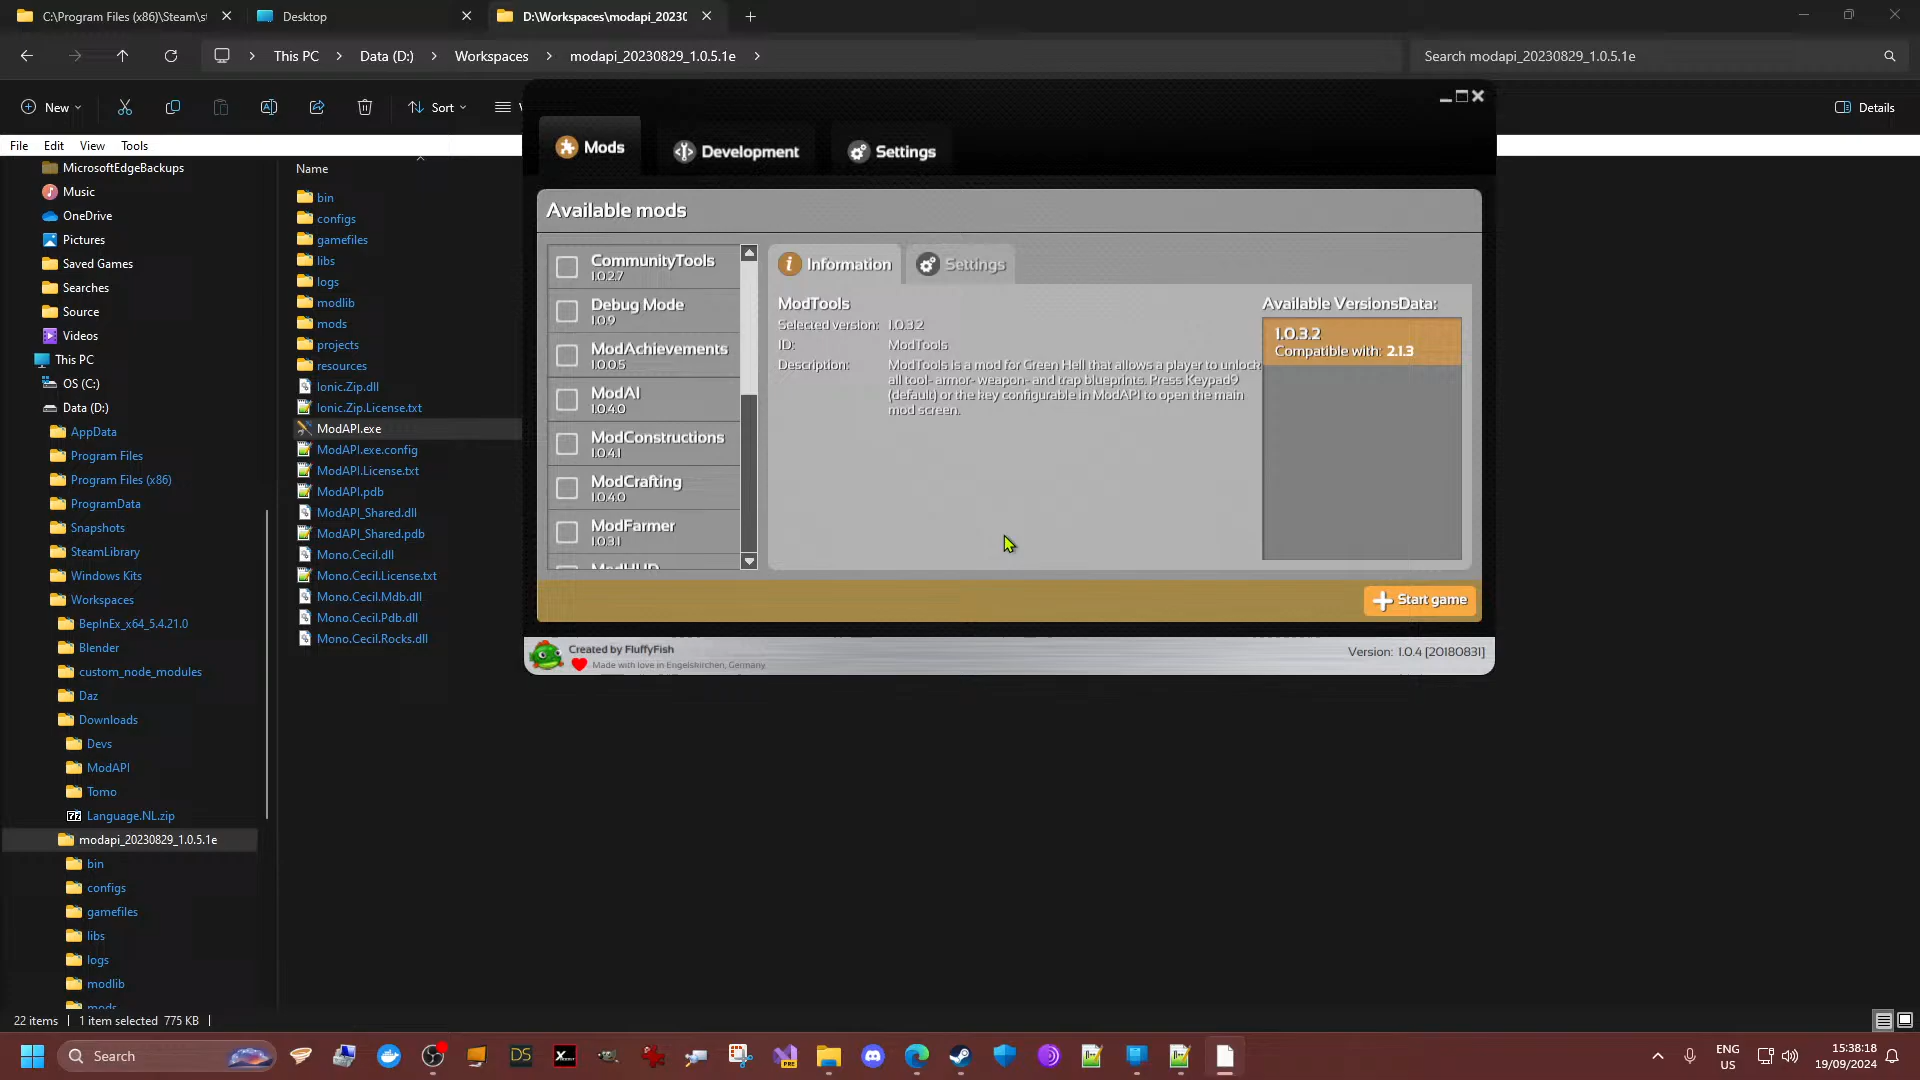 C:\Program Files (x86)\Steam\st
Desktop
D:\Workspaces\modapi_20230
This PC
Data (D:)
Workspaces
modapi_20230829_1.0.5.1e
Search modapi_20230829_1.0.5.1e
New
Sort
Details
File
Edit
View
Tools
MicrosoftEdgeBackups
Music
OneDrive
Pictures
Saved Games
Searches
Source
Videos
This PC
OS (C:)
Data (D:)
AppData
Program Files
Program Files (x86)
ProgramData
Snapshots
SteamLibrary
Windows Kits
Workspaces
BepInEx_x64_5.4.21.0
Blender
custom_node_modules
Daz
Downloads
Devs
ModAPI
Tomo
Language.NL.zip
modapi_20230829_1.0.5.1e
bin
configs
gamefiles
libs
logs
modlib
mods
Name
bin
configs
gamefiles
libs
logs
modlib
mods
projects
resources
Ionic.Zip.dll
Ionic.Zip.License.txt
ModAPI.exe
ModAPI.exe.config
ModAPI.License.txt
ModAPI.pdb
ModAPI_Shared.dll
ModAPI_Shared.pdb
Mono.Cecil.dll
Mono.Cecil.License.txt
Mono.Cecil.Mdb.dll
Mono.Cecil.Pdb.dll
Mono.Cecil.Rocks.dll
Mods
Development
Settings
Available mods
CommunityTools
1.0.2.7
Debug Mode
1.0.9
ModAchievements
1.0.0.5
ModAI
1.0.4.0
ModConstructions
1.0.4.1
ModCrafting
1.0.4.0
ModFarmer
1.0.3.1
ModHUD
Information
Settings
ModTools
Selected version: 1.0.3.2
ID: ModTools
Description: ModTools is a mod for Green Hell that allows a player to unlock
all tool- armor- weapon- and trap blueprints. Press Keypad9
(default) or the key configurable in ModAPI to open the main
mod screen.
Available VersionsData:
1.0.3.2
Compatible with: 2.1.3
Start game
Created by FluffyFish
Made with love in Engelskirchen, Germany
Version: 1.0.4 [20180831]
22 items
1 item selected 775 KB
Search
DS
PRE
ENG
US
15:38:18
19/09/2024